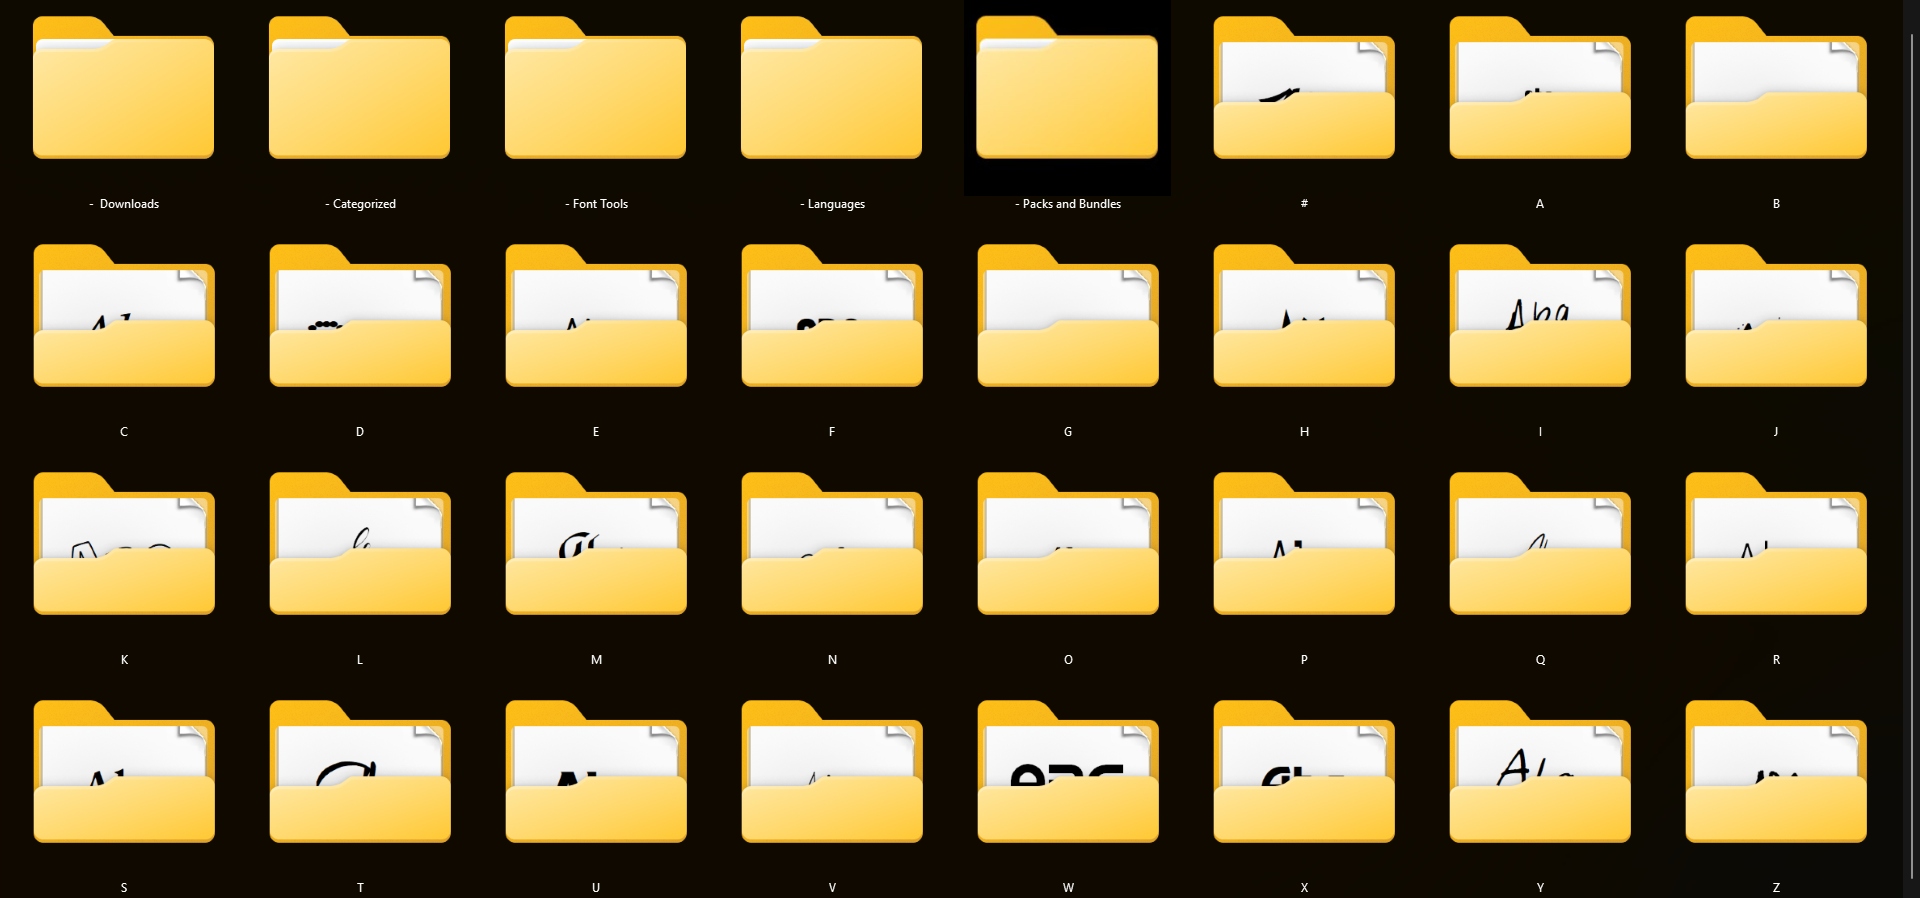 -  Downloads
- Categorized
- Font Tools
- Languages
- Packs and Bundles
#
A
B
C
D
E
F
G
H
I
J
K
L
M
N
O
P
Q
R
S
T
U
V
W
X
Y
Z